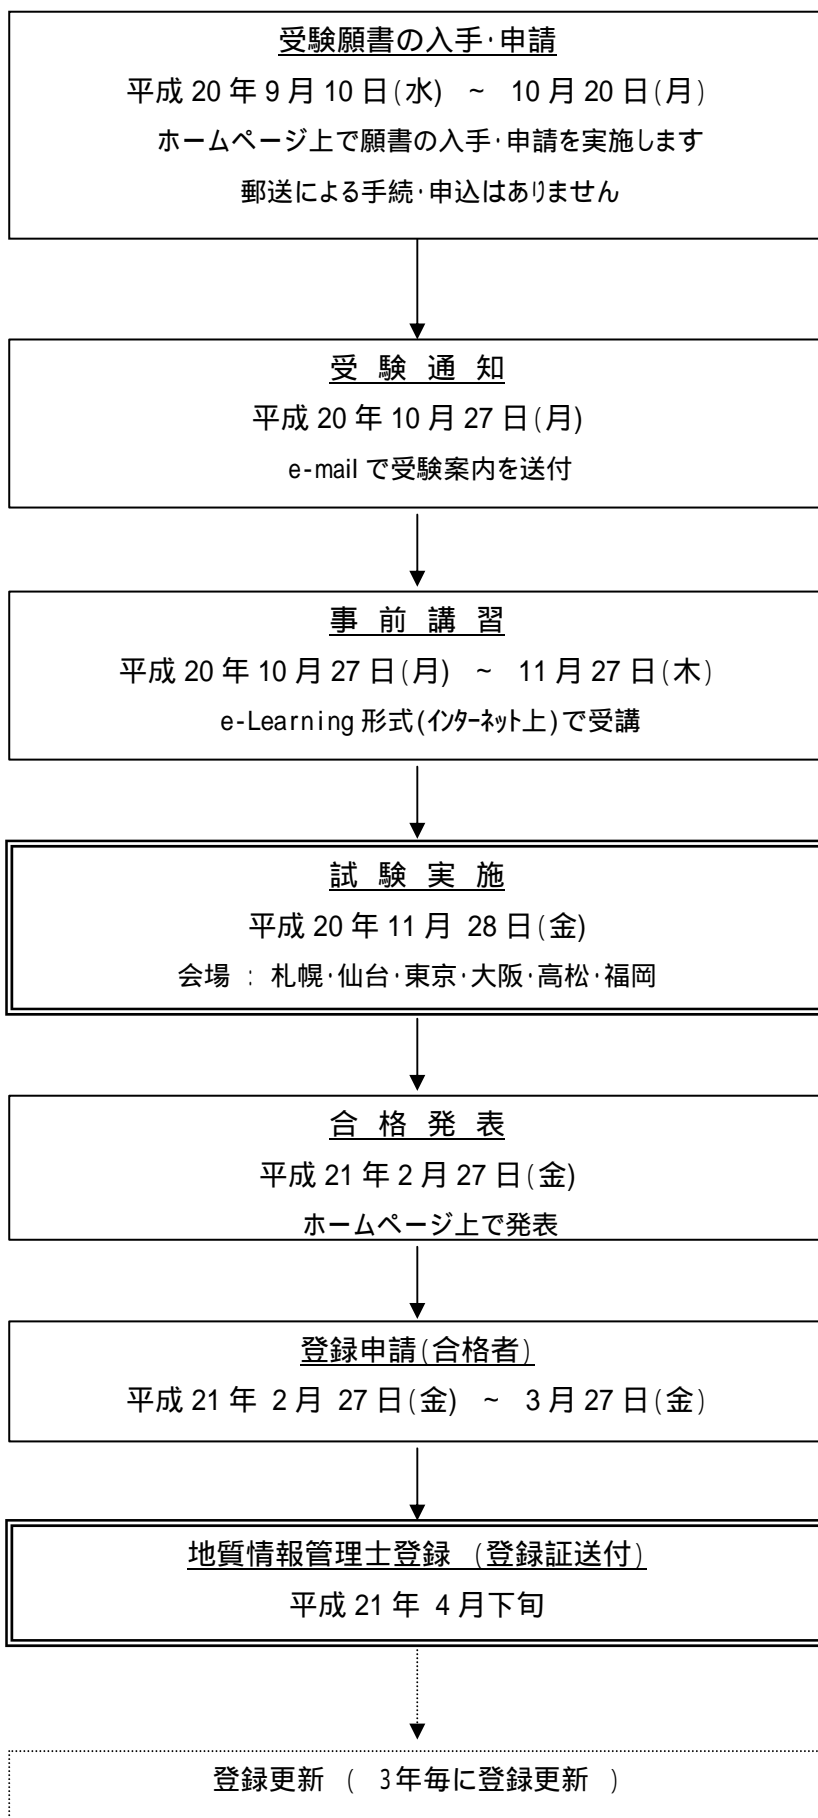 受験願書の入手･申請
平成 20 年 9 月 10 日(水) ~ 10 月 20 日(月)
ホームページ上で願書の入手･申請を実施します
郵送による手続･申込はありません
受 験 通 知
平成 20 年 10 月 27 日(月)
e-mail で受験案内を送付
事 前 講 習
平成 20 年 10 月 27 日(月) ~ 11 月 27 日(木)
e-Learning 形式(ｲﾝﾀｰﾈｯﾄ上)で受講
試 験 実 施
平成 20 年 11 月 28 日(金)
会場 : 札幌･仙台･東京･大阪･高松･福岡
合 格 発 表
平成 21 年 2 月 27 日(金)
ホームページ上で発表
登録申請(合格者)
平成 21 年 2 月 27 日(金) ~ 3 月 27 日(金)
地質情報管理士登録 (登録証送付)
平成 21 年 4 月下旬
登録更新 ( 3年毎に登録更新 )